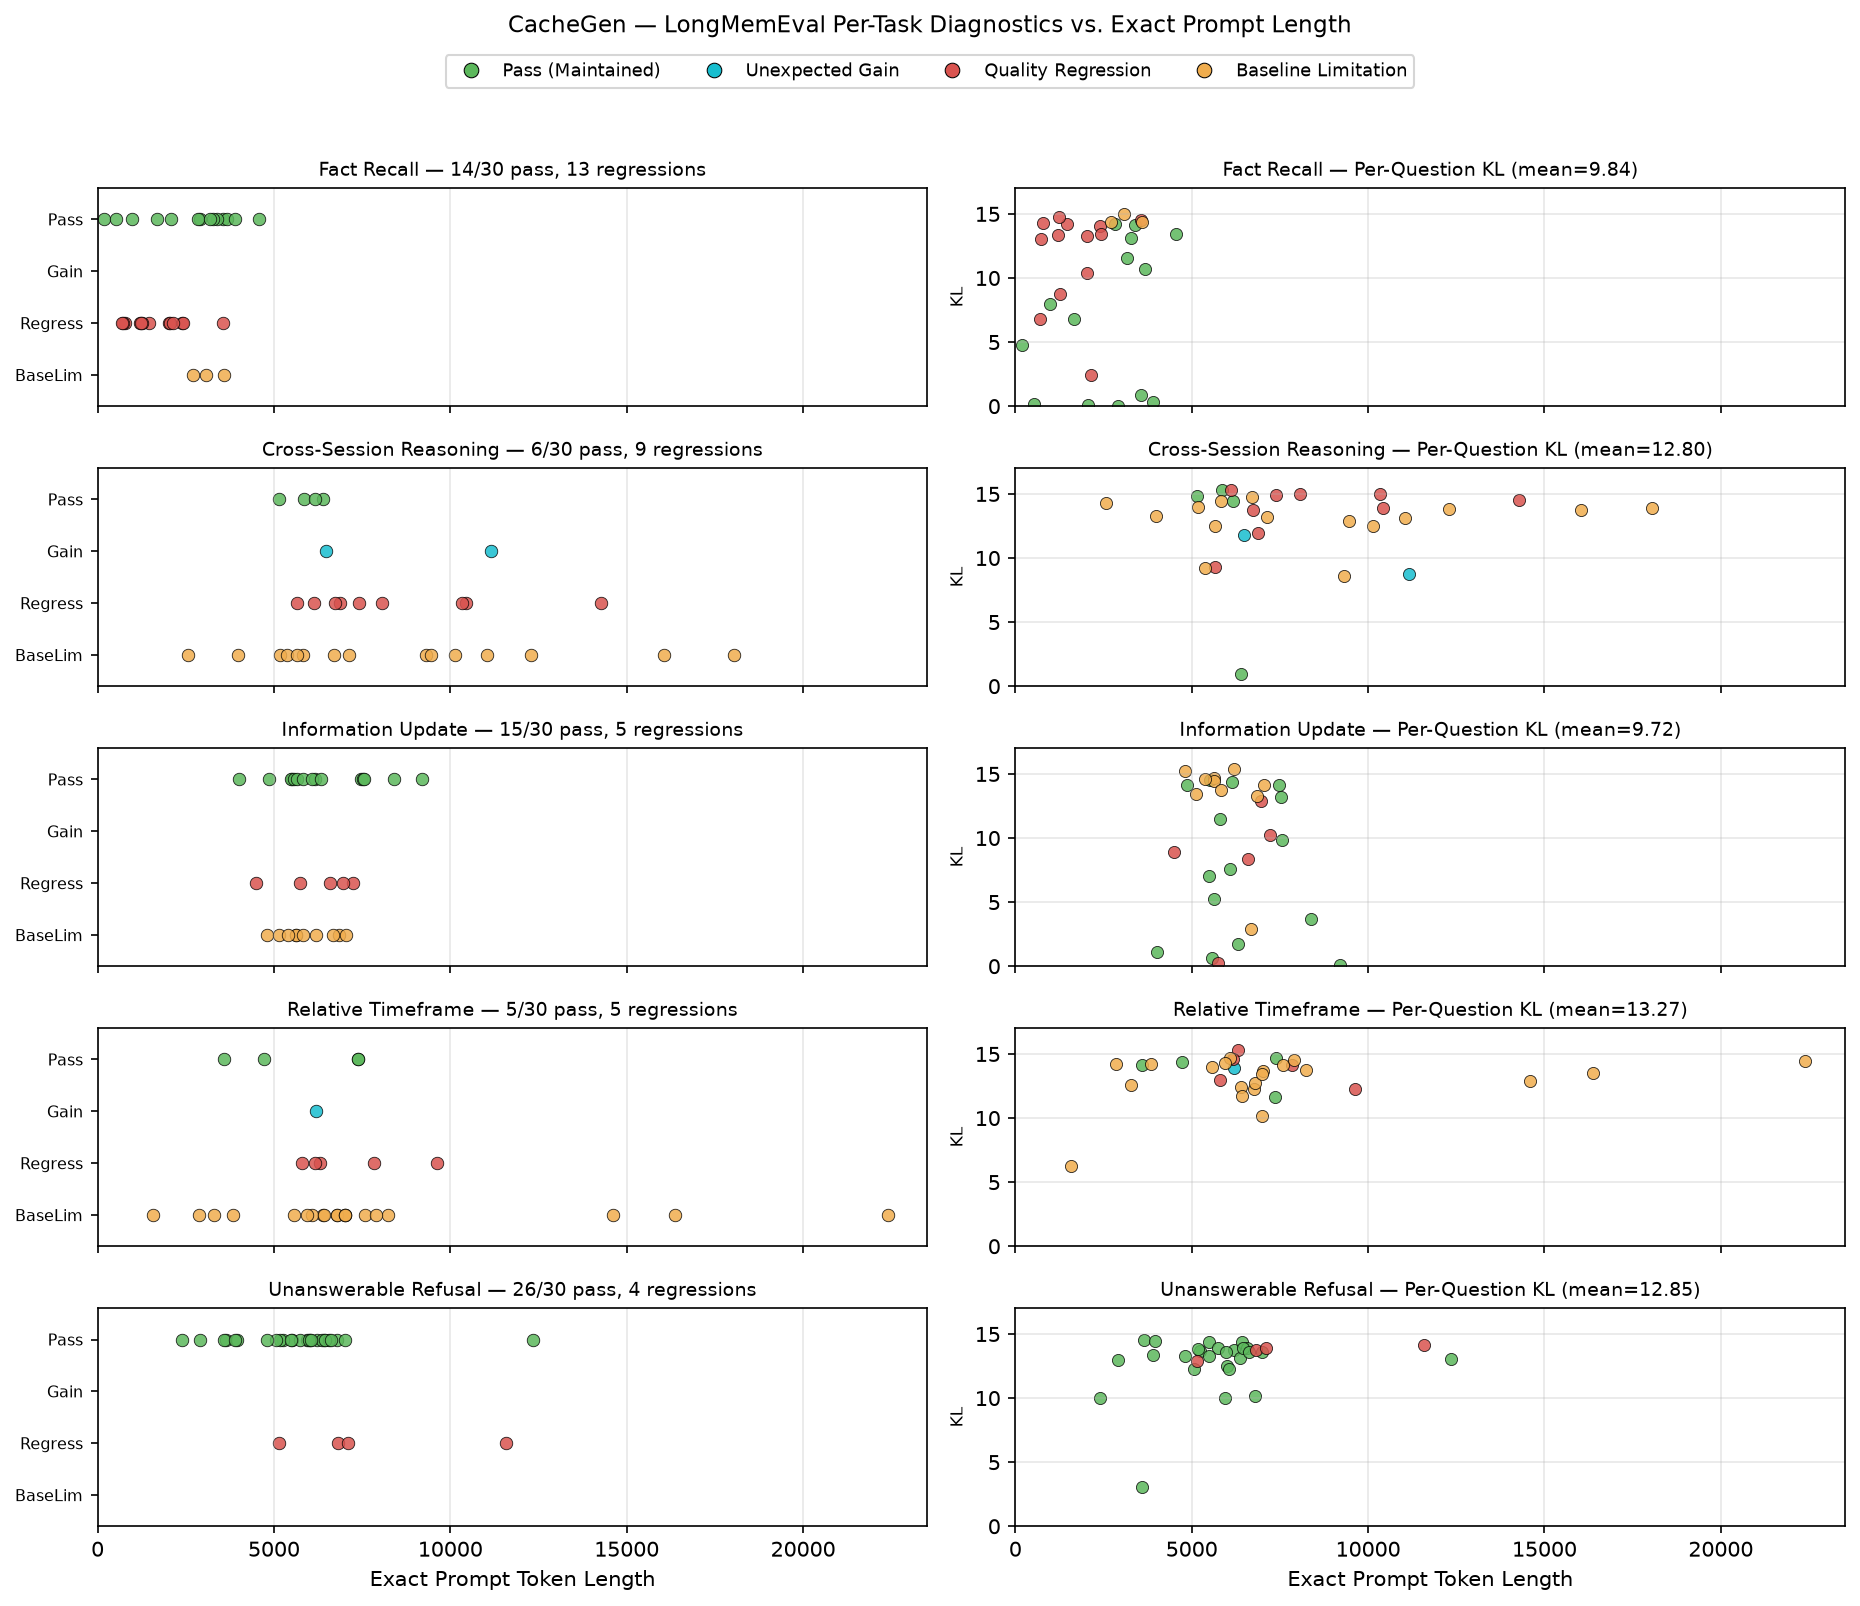 CacheGen — LongMemEval Per-Task Diagnostics vs. Exact Prompt Length
Pass (Maintained)
Unexpected Gain
Quality Regression
Baseline Limitation
Fact Recall — 14/30 pass, 13 regressions
Pass
Gain
Regress
BaseLim
Fact Recall — Per-Question KL (mean=9.84)
KL
15
10
5
0
Cross-Session Reasoning — 6/30 pass, 9 regressions
Pass
Gain
Regress
BaseLim
Cross-Session Reasoning — Per-Question KL (mean=12.80)
KL
15
10
5
0
Information Update — 15/30 pass, 5 regressions
Pass
Gain
Regress
BaseLim
Information Update — Per-Question KL (mean=9.72)
KL
15
10
5
0
Relative Timeframe — 5/30 pass, 5 regressions
Pass
Gain
Regress
BaseLim
Relative Timeframe — Per-Question KL (mean=13.27)
KL
15
10
5
0
Unanswerable Refusal — 26/30 pass, 4 regressions
Pass
Gain
Regress
BaseLim
0 5000 10000 15000 20000
Exact Prompt Token Length
Unanswerable Refusal — Per-Question KL (mean=12.85)
KL
15
10
5
0
0 5000 10000 15000 20000
Exact Prompt Token Length